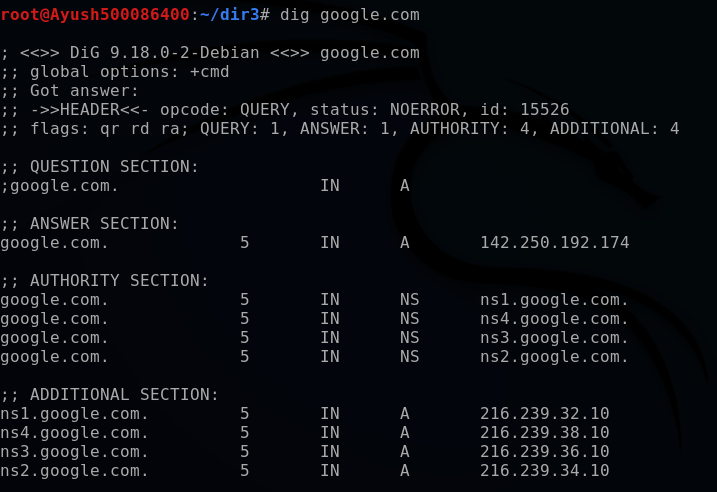 root@Ayush500086400:~/dir3# dig google.com
; <<>> DiG 9.18.0-2-Debian <<>> google.com
;; global options: +cmd
;; Got answer:
;; ->>HEADER<<- opcode: QUERY, status: NOERROR, id: 15526
;; flags: qr rd ra; QUERY: 1, ANSWER: 1, AUTHORITY: 4, ADDITIONAL: 4
;; QUESTION SECTION:
;google.com. IN A
;; ANSWER SECTION:
google.com. 5 IN A 142.250.192.174
;; AUTHORITY SECTION:
google.com. 5 IN NS ns1.google.com.
google.com. 5 IN NS ns4.google.com.
google.com. 5 IN NS ns3.google.com.
google.com. 5 IN NS ns2.google.com.
;; ADDITIONAL SECTION:
ns1.google.com. 5 IN A 216.239.32.10
ns4.google.com. 5 IN A 216.239.38.10
ns3.google.com. 5 IN A 216.239.36.10
ns2.google.com. 5 IN A 216.239.34.10